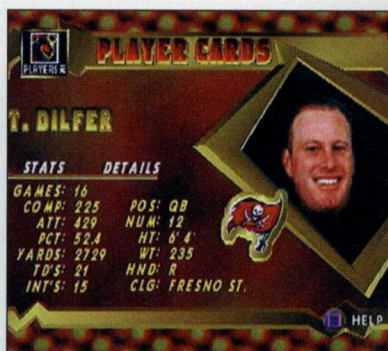 PLAYER CARDS
PLAYERS
T. DILFER
STATS DETAILS
GAMES: 16
COMP: 225 POS: QB
ATT: 429 NUM: 12
PCT: 52.4 HT: 6'4'
YARDS: 2729 WT: 235
TD'S: 21 HND: R
INT'S: 15 CLG: FRESNO ST.
HELP